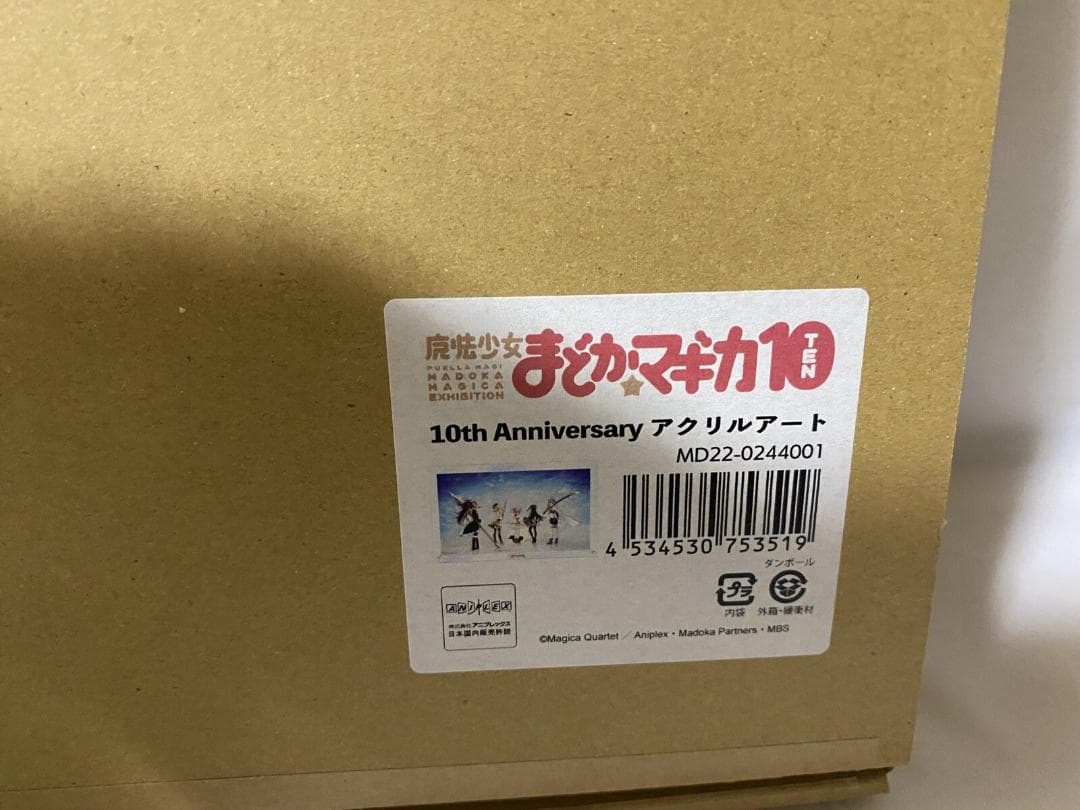 魔法少女
まどか☆マギカ10
TEN
PUELLA MAGI
MADOKA
MAGICA
EXHIBITION
10th Anniversary アクリルアート
MD22-0244001
4 534530 753519
ダンボール
プラ
内袋 外箱・緩衝材
ANIPLEX
株式会社アニプレックス
日本国内販売許諾
©Magica Quartet／Aniplex・Madoka Partners・MBS